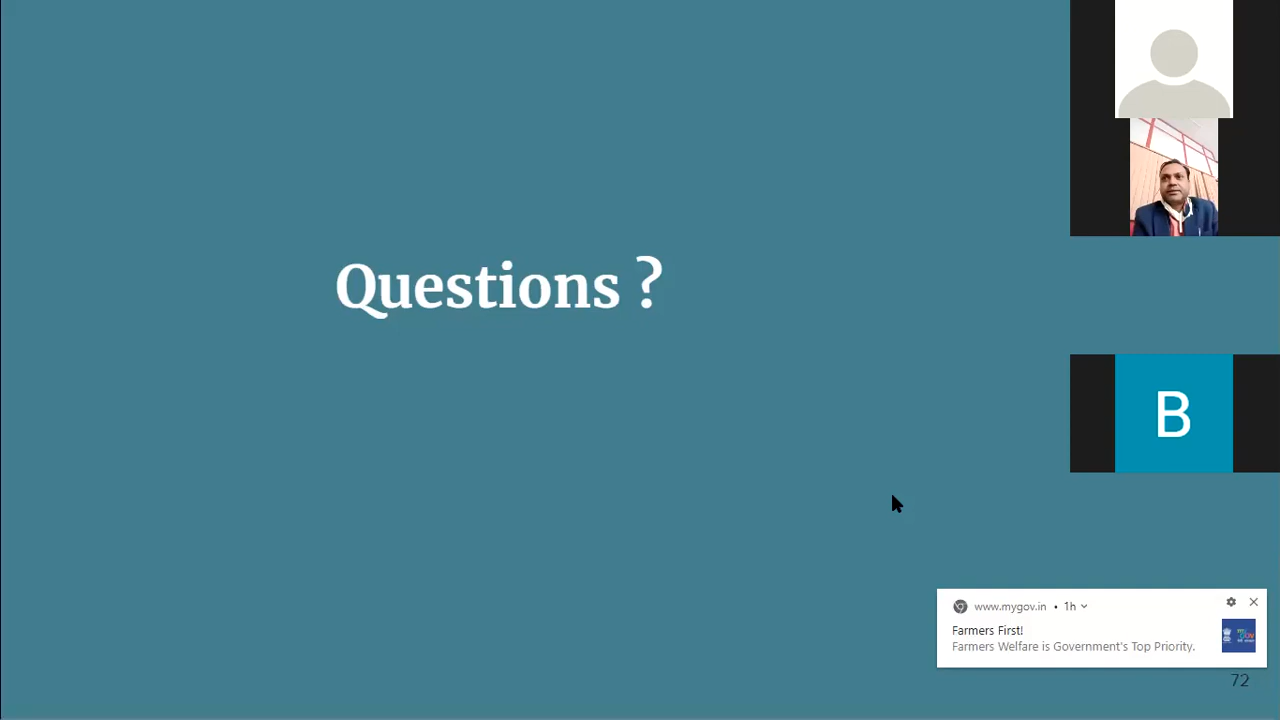 Questions ?
B
www.mygov.in • 1h
Farmers First!
Farmers Welfare is Government's Top Priority.
72